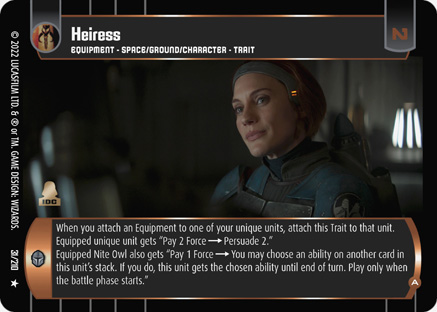 Heiress
EQUIPMENT - SPACE/GROUND/CHARACTER - TRAIT
N
© 2022 LUCASFILM LTD. & ® or TM. GAME DESIGN: WIZARDS.
IDC
When you attach an Equipment to one of your unique units, attach this Trait to that unit.
Equipped unique unit gets “Pay 2 Force → Persuade 2.”
Equipped Nite Owl also gets “Pay 1 Force → You may choose an ability on another card in
this unit's stack. If you do, this unit gets the chosen ability until end of turn. Play only when
the battle phase starts.”
A